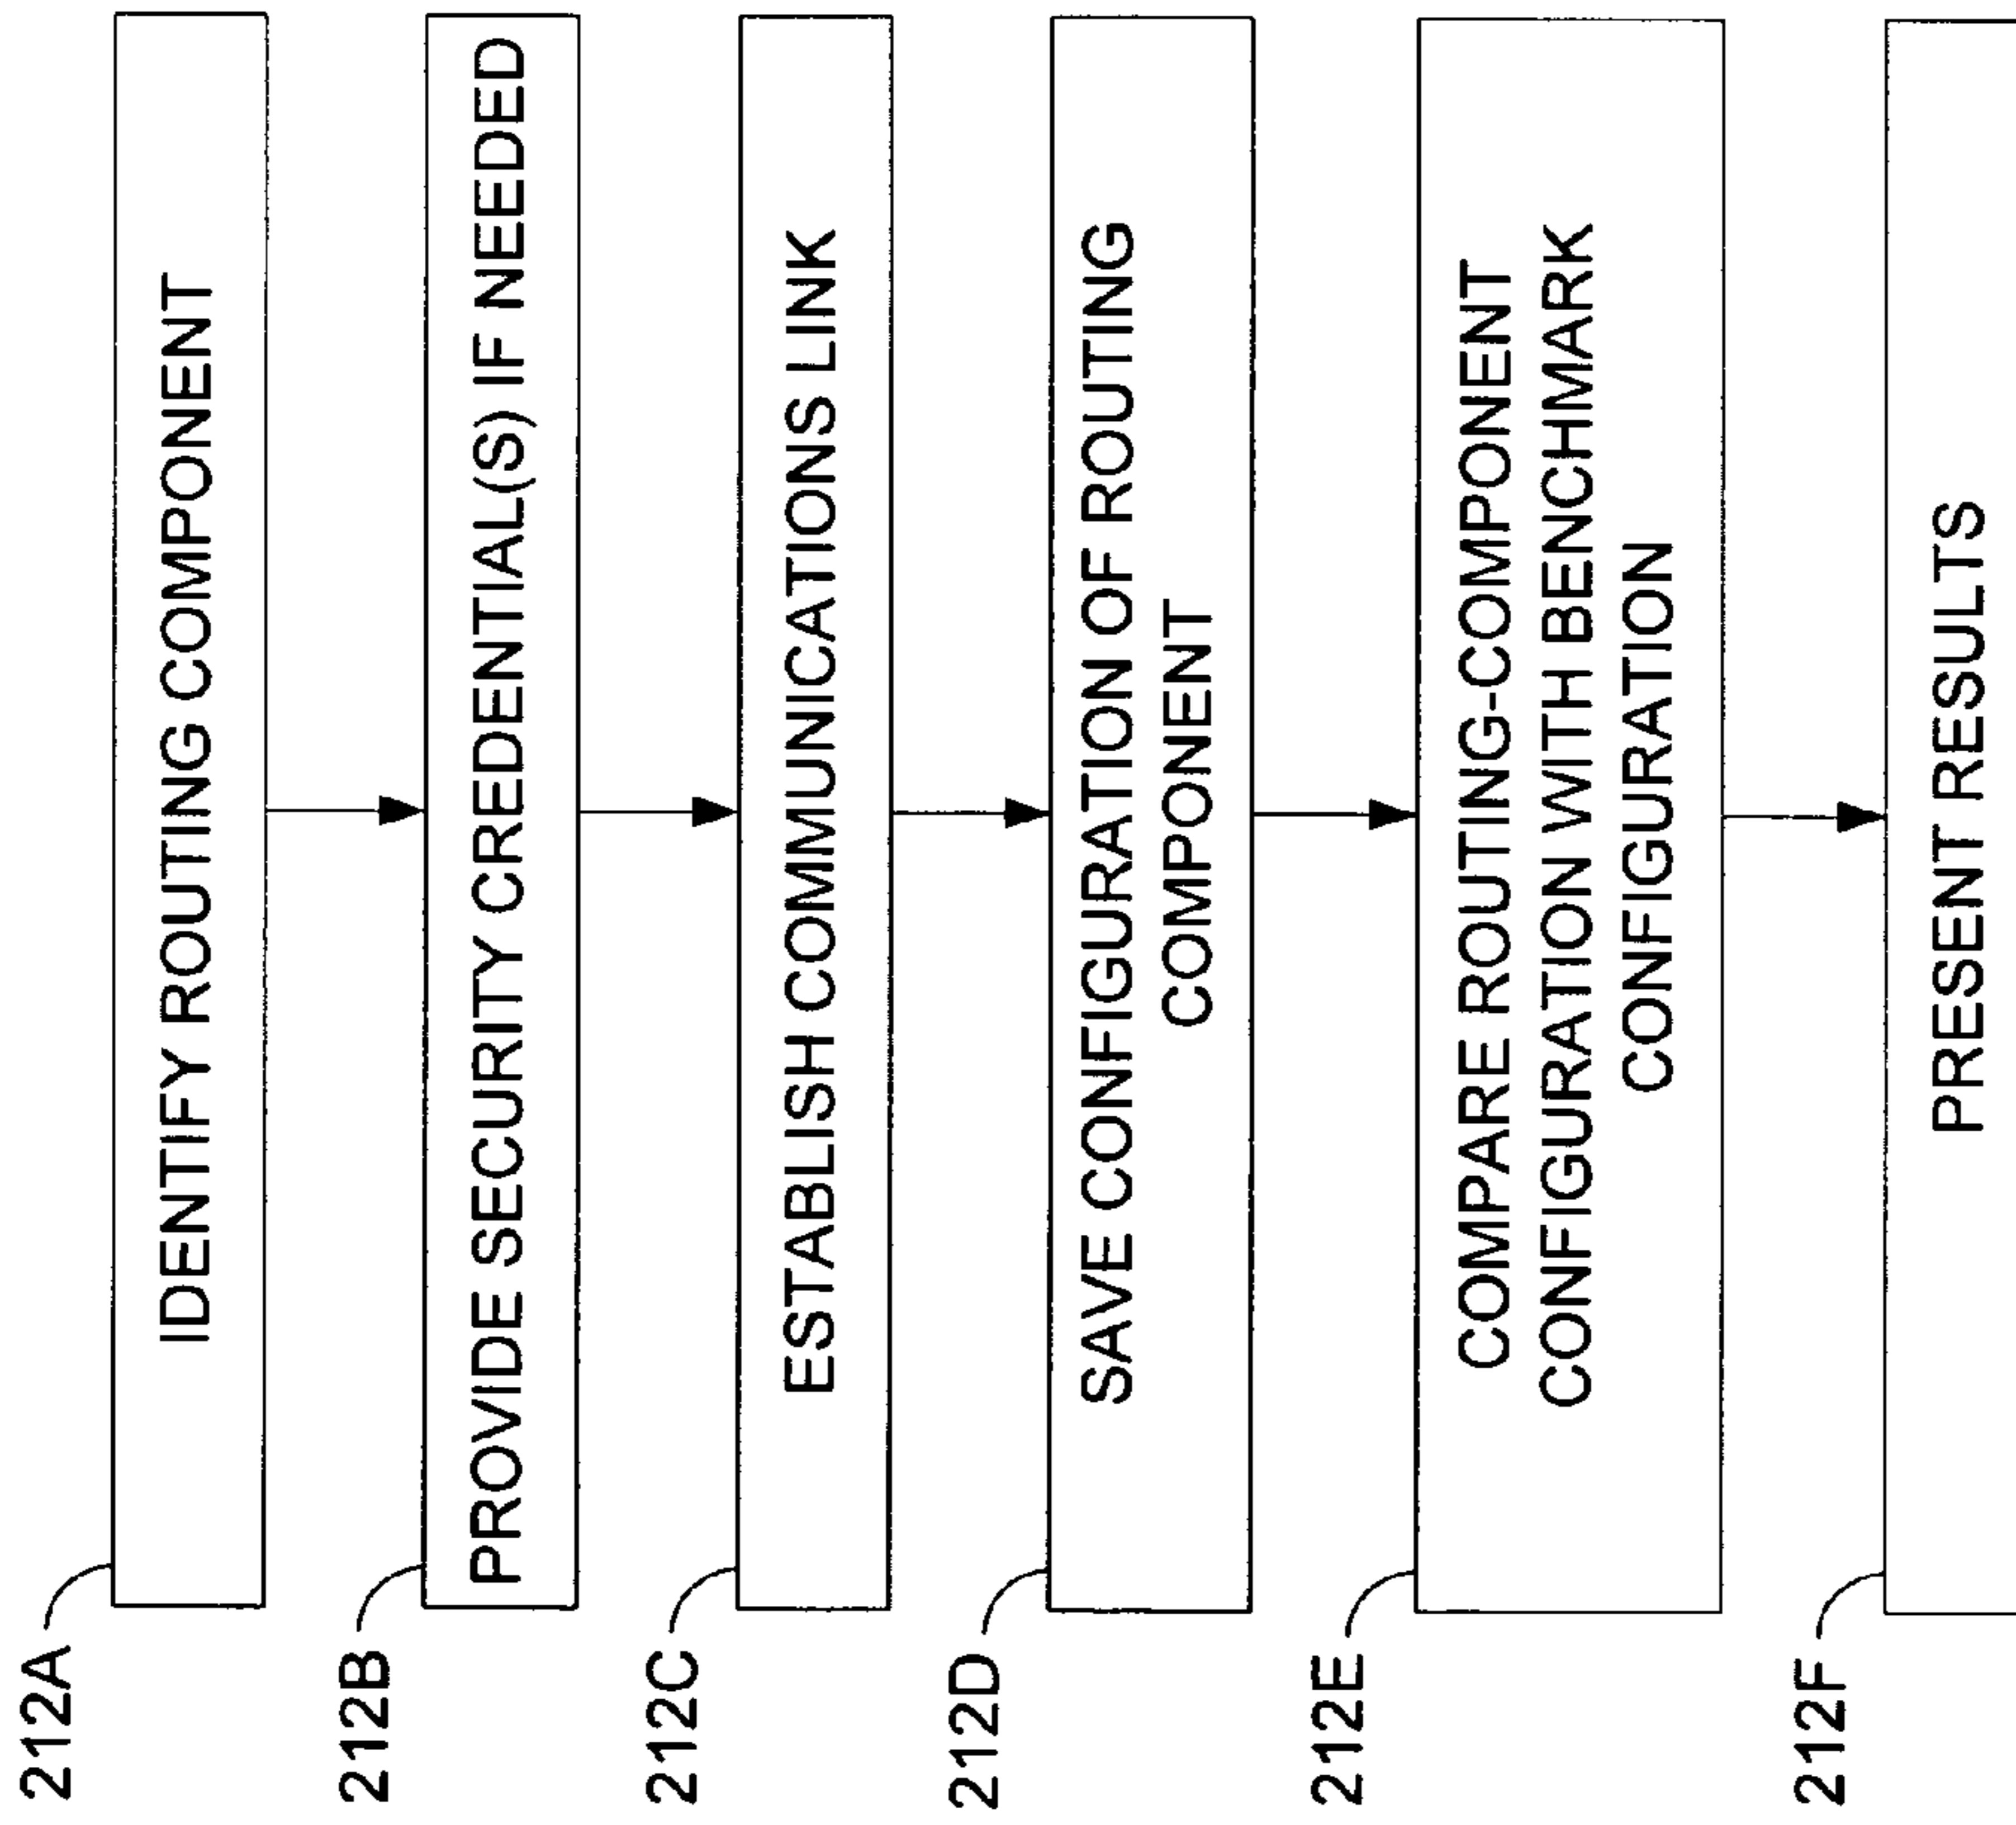 212A
IDENTIFY ROUTING COMPONENT
212B
PROVIDE SECURITY CREDENTIAL(S) IF NEEDED
212C
ESTABLISH COMMUNICATIONS LINK
212D
SAVE CONFIGURATION OF ROUTING
COMPONENT
212E
COMPARE ROUTING-COMPONENT
CONFIGURATION WITH BENCHMARK
CONFIGURATION
212F
PRESENT RESULTS